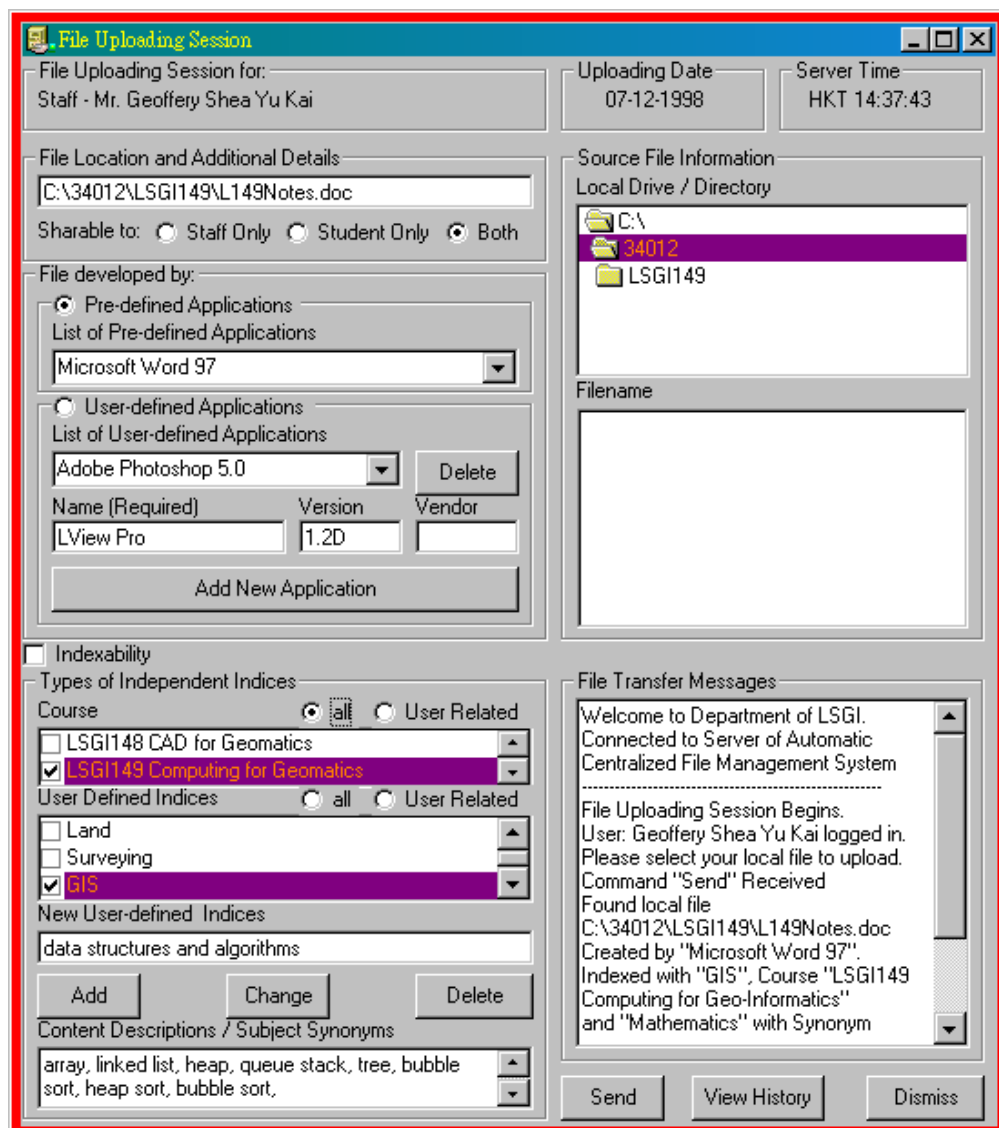 File Uploading Session
File Uploading Session for:
Staff - Mr. Geoffery Shea Yu Kai
Uploading Date
07-12-1998
Server Time
HKT 14:37:43
File Location and Additional Details
C:\34012\LSGI149\L149Notes.doc
Sharable to: Staff Only Student Only Both
File developed by:
Pre-defined Applications
List of Pre-defined Applications
Microsoft Word 97
User-defined Applications
List of User-defined Applications
Adobe Photoshop 5.0
Delete
Name (Required) Version Vendor
LView Pro 1.2D
Add New Application
Source File Information
Local Drive / Directory
C:\
34012
LSGI149
Filename
Indexability
Types of Independent Indices
Course all User Related
LSGI148 CAD for Geomatics
LSGI149 Computing for Geomatics
User Defined Indices all User Related
Land
Surveying
GIS
New User-defined Indices
data structures and algorithms
Add Change Delete
Content Descriptions / Subject Synonyms
array, linked list, heap, queue stack, tree, bubble
sort, heap sort, bubble sort,
File Transfer Messages
Welcome to Department of LSGI.
Connected to Server of Automatic
Centralized File Management System
-------------------------------------------------------
File Uploading Session Begins.
User: Geoffery Shea Yu Kai logged in.
Please select your local file to upload.
Command "Send" Received
Found local file
C:\34012\LSGI149\L149Notes.doc
Created by "Microsoft Word 97".
Indexed with "GIS", Course "LSGI149
Computing for Geo-Informatics"
and "Mathematics" with Synonym
Send View History Dismiss